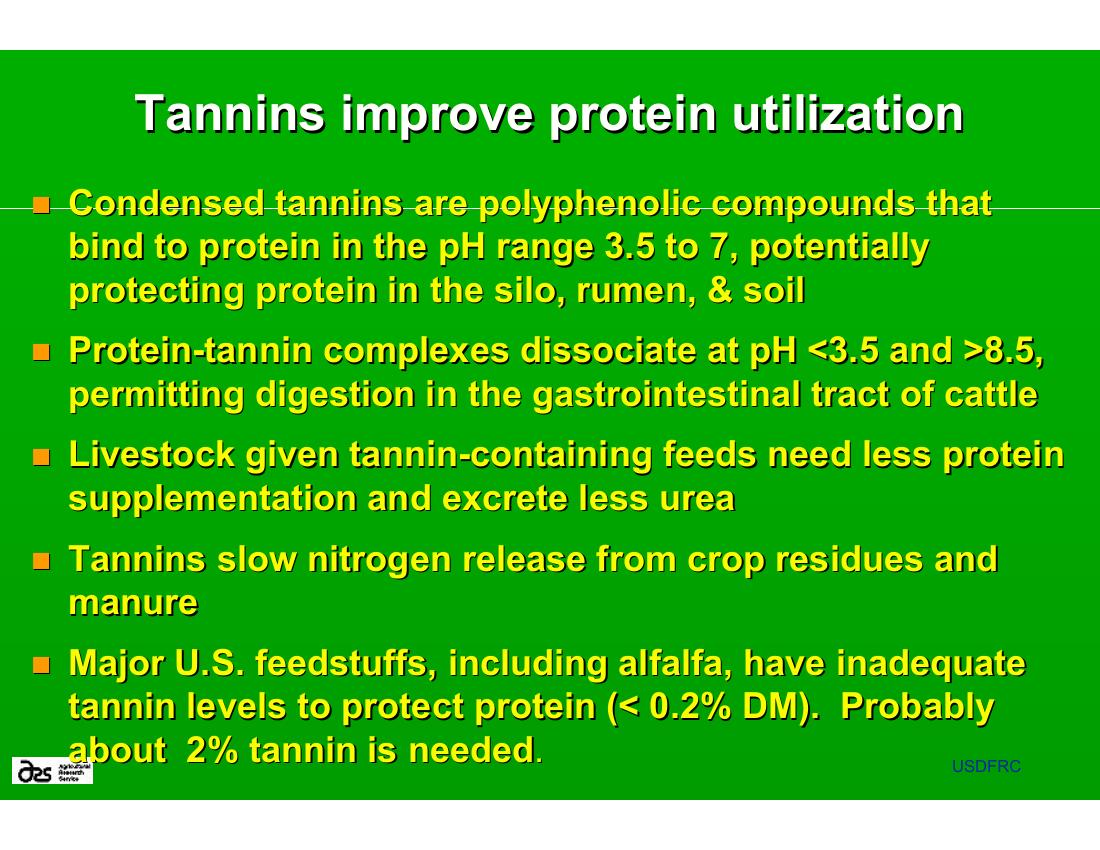 Tannins improve protein utilization
Condensed tannins are polyphenolic compounds that
bind to protein in the pH range 3.5 to 7, potentially
protecting protein in the silo, rumen, & soil
Protein-tannin complexes dissociate at pH <3.5 and >8.5,
permitting digestion in the gastrointestinal tract of cattle
Livestock given tannin-containing feeds need less protein
supplementation and excrete less urea
Tannins slow nitrogen release from crop residues and
manure
Major U.S. feedstuffs, including alfalfa, have inadequate
tannin levels to protect protein (< 0.2% DM).  Probably
about  2% tannin is needed.
ars Agricultural
Research
Service
USDFRC